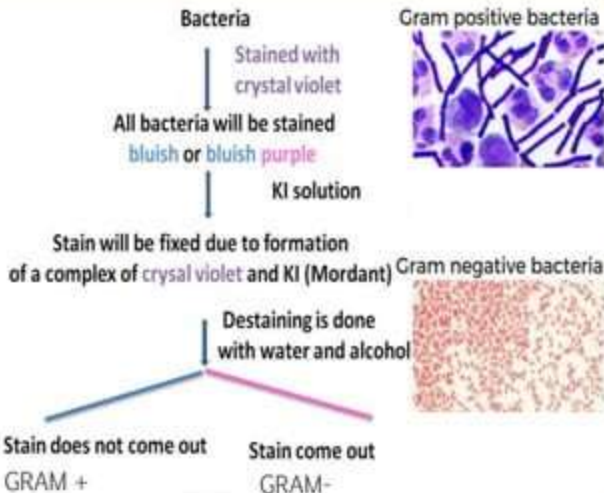 Bacteria
Stained with
crystal violet
All bacteria will be stained
bluish or bluish purple
KI solution
Stain will be fixed due to formation
of a complex of crysal violet and KI (Mordant)
Destaining is done
with water and alcohol
Stain does not come out
GRAM +
Stain come out
GRAM-
Gram positive bacteria
Gram negative bacteria